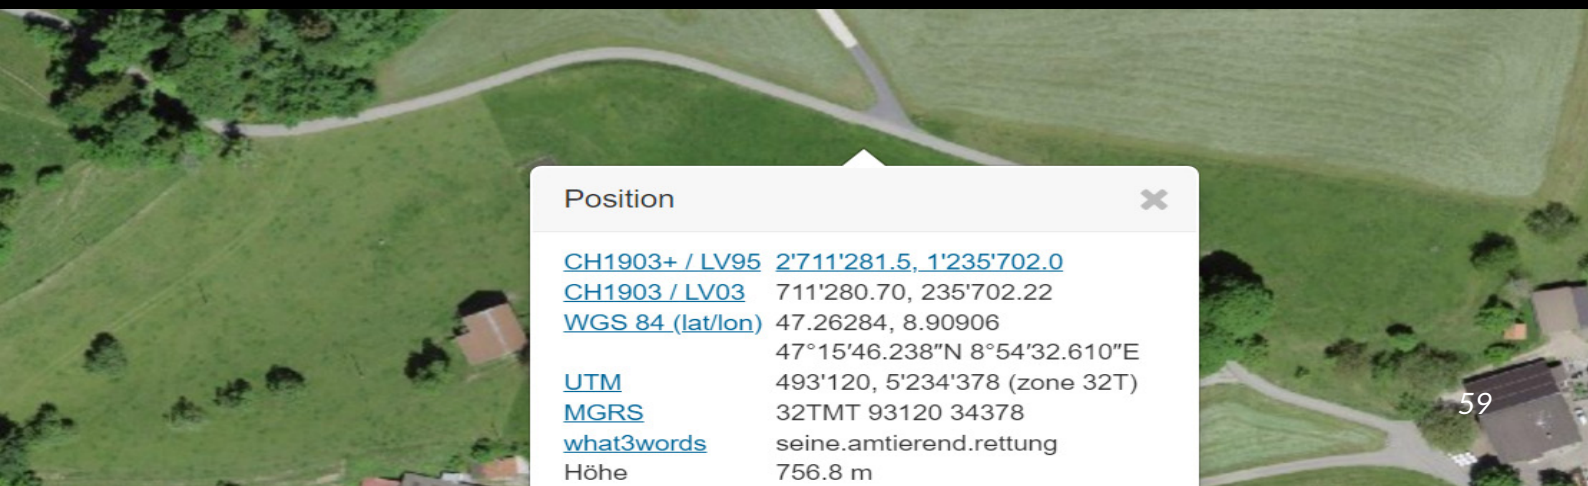 Position
CH1903+ / LV95 2'711'281.5, 1'235'702.0
CH1903 / LV03 711'280.70, 235'702.22
WGS 84 (lat/lon) 47.26284, 8.90906
47°15′46.238″N 8°54′32.610″E
UTM 493'120, 5'234'378 (zone 32T)
MGRS 32TMT 93120 34378
what3words seine.amtierend.rettung
Höhe 756.8 m
59